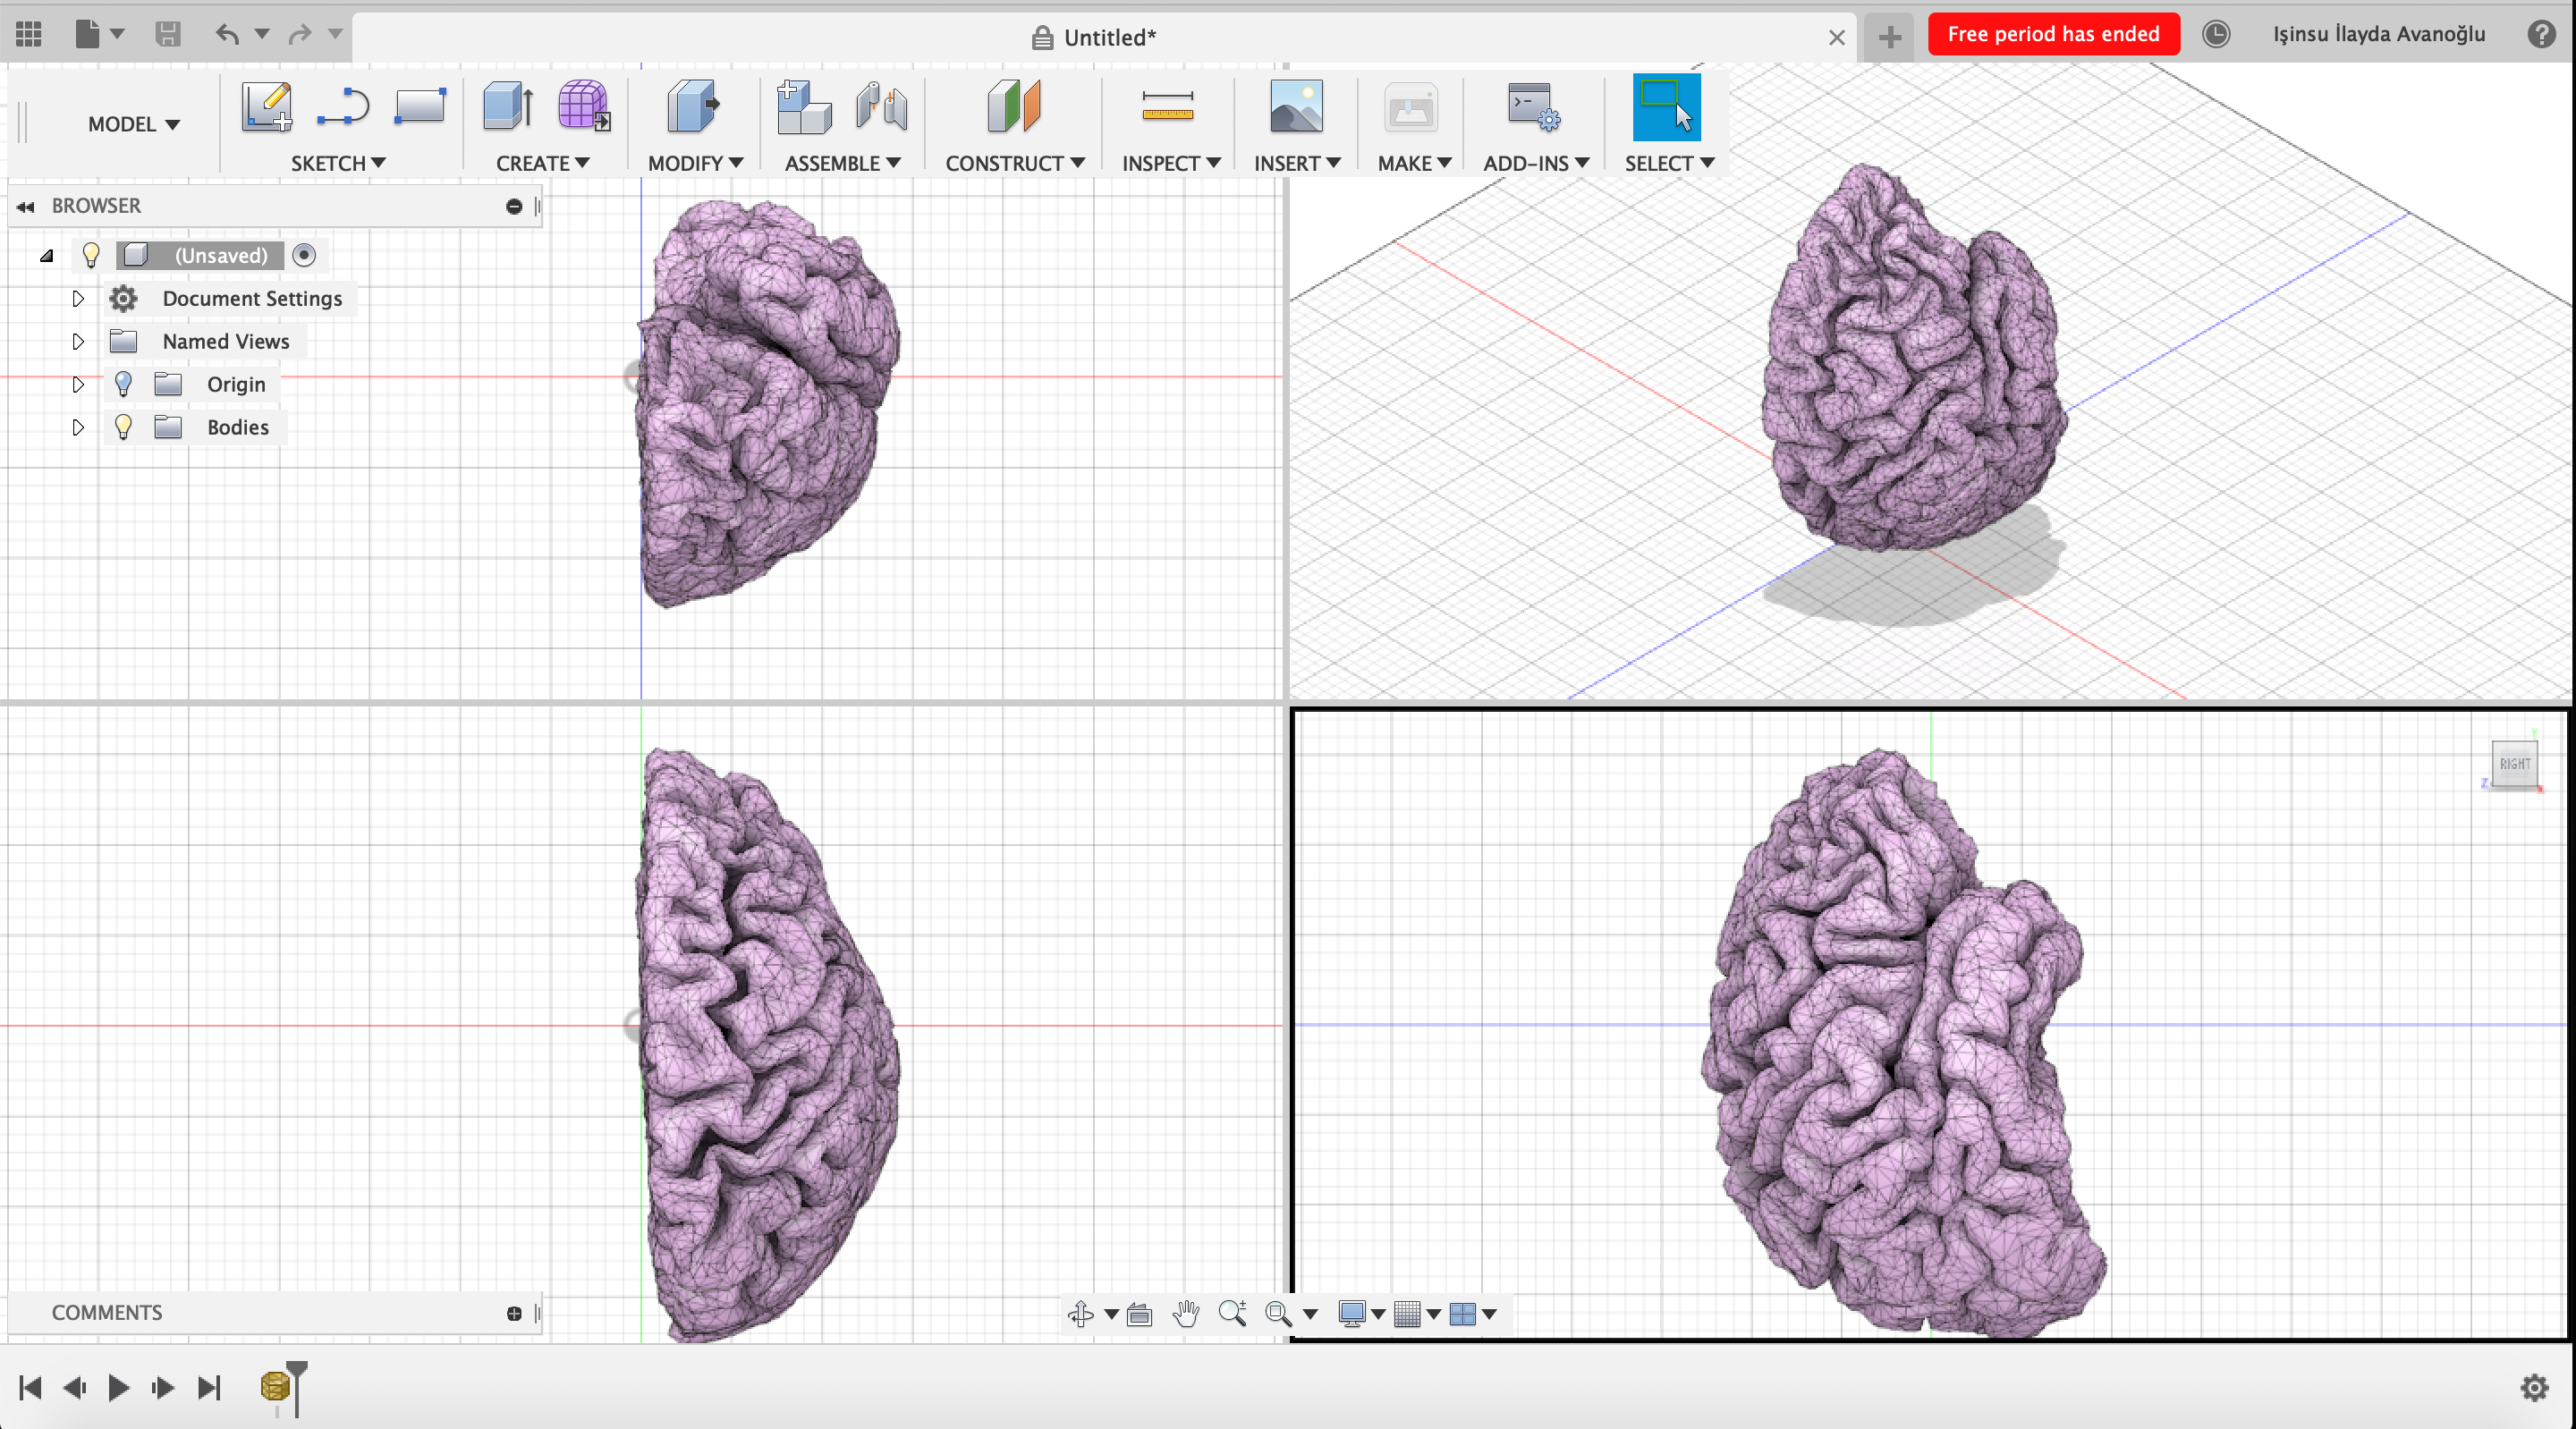 Untitled*
Free period has ended
Işinsu İlayda Avanoğlu
MODEL
SKETCH
CREATE
MODIFY
ASSEMBLE
CONSTRUCT
INSPECT
INSERT
MAKE
ADD-INS
SELECT
BROWSER
(Unsaved)
Document Settings
Named Views
Origin
Bodies
Y
RIGHT
Z
COMMENTS